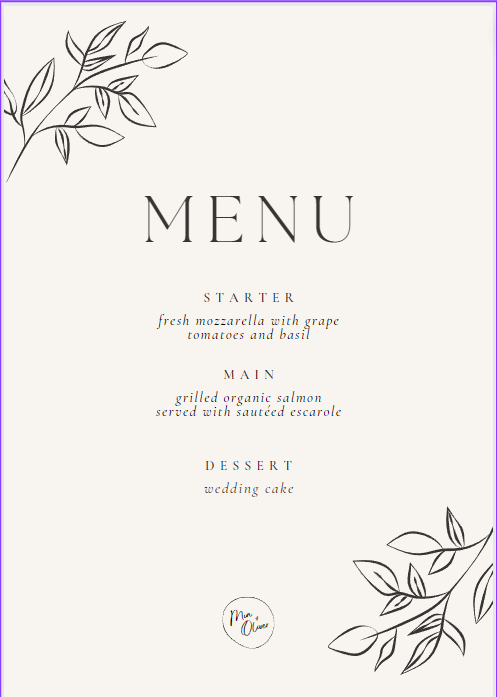 MENU
STARTER
fresh mozzarella with grape
tomatoes and basil
MAIN
grilled organic salmon
served with sautéed escarole
DESSERT
wedding cake
+
Oliver